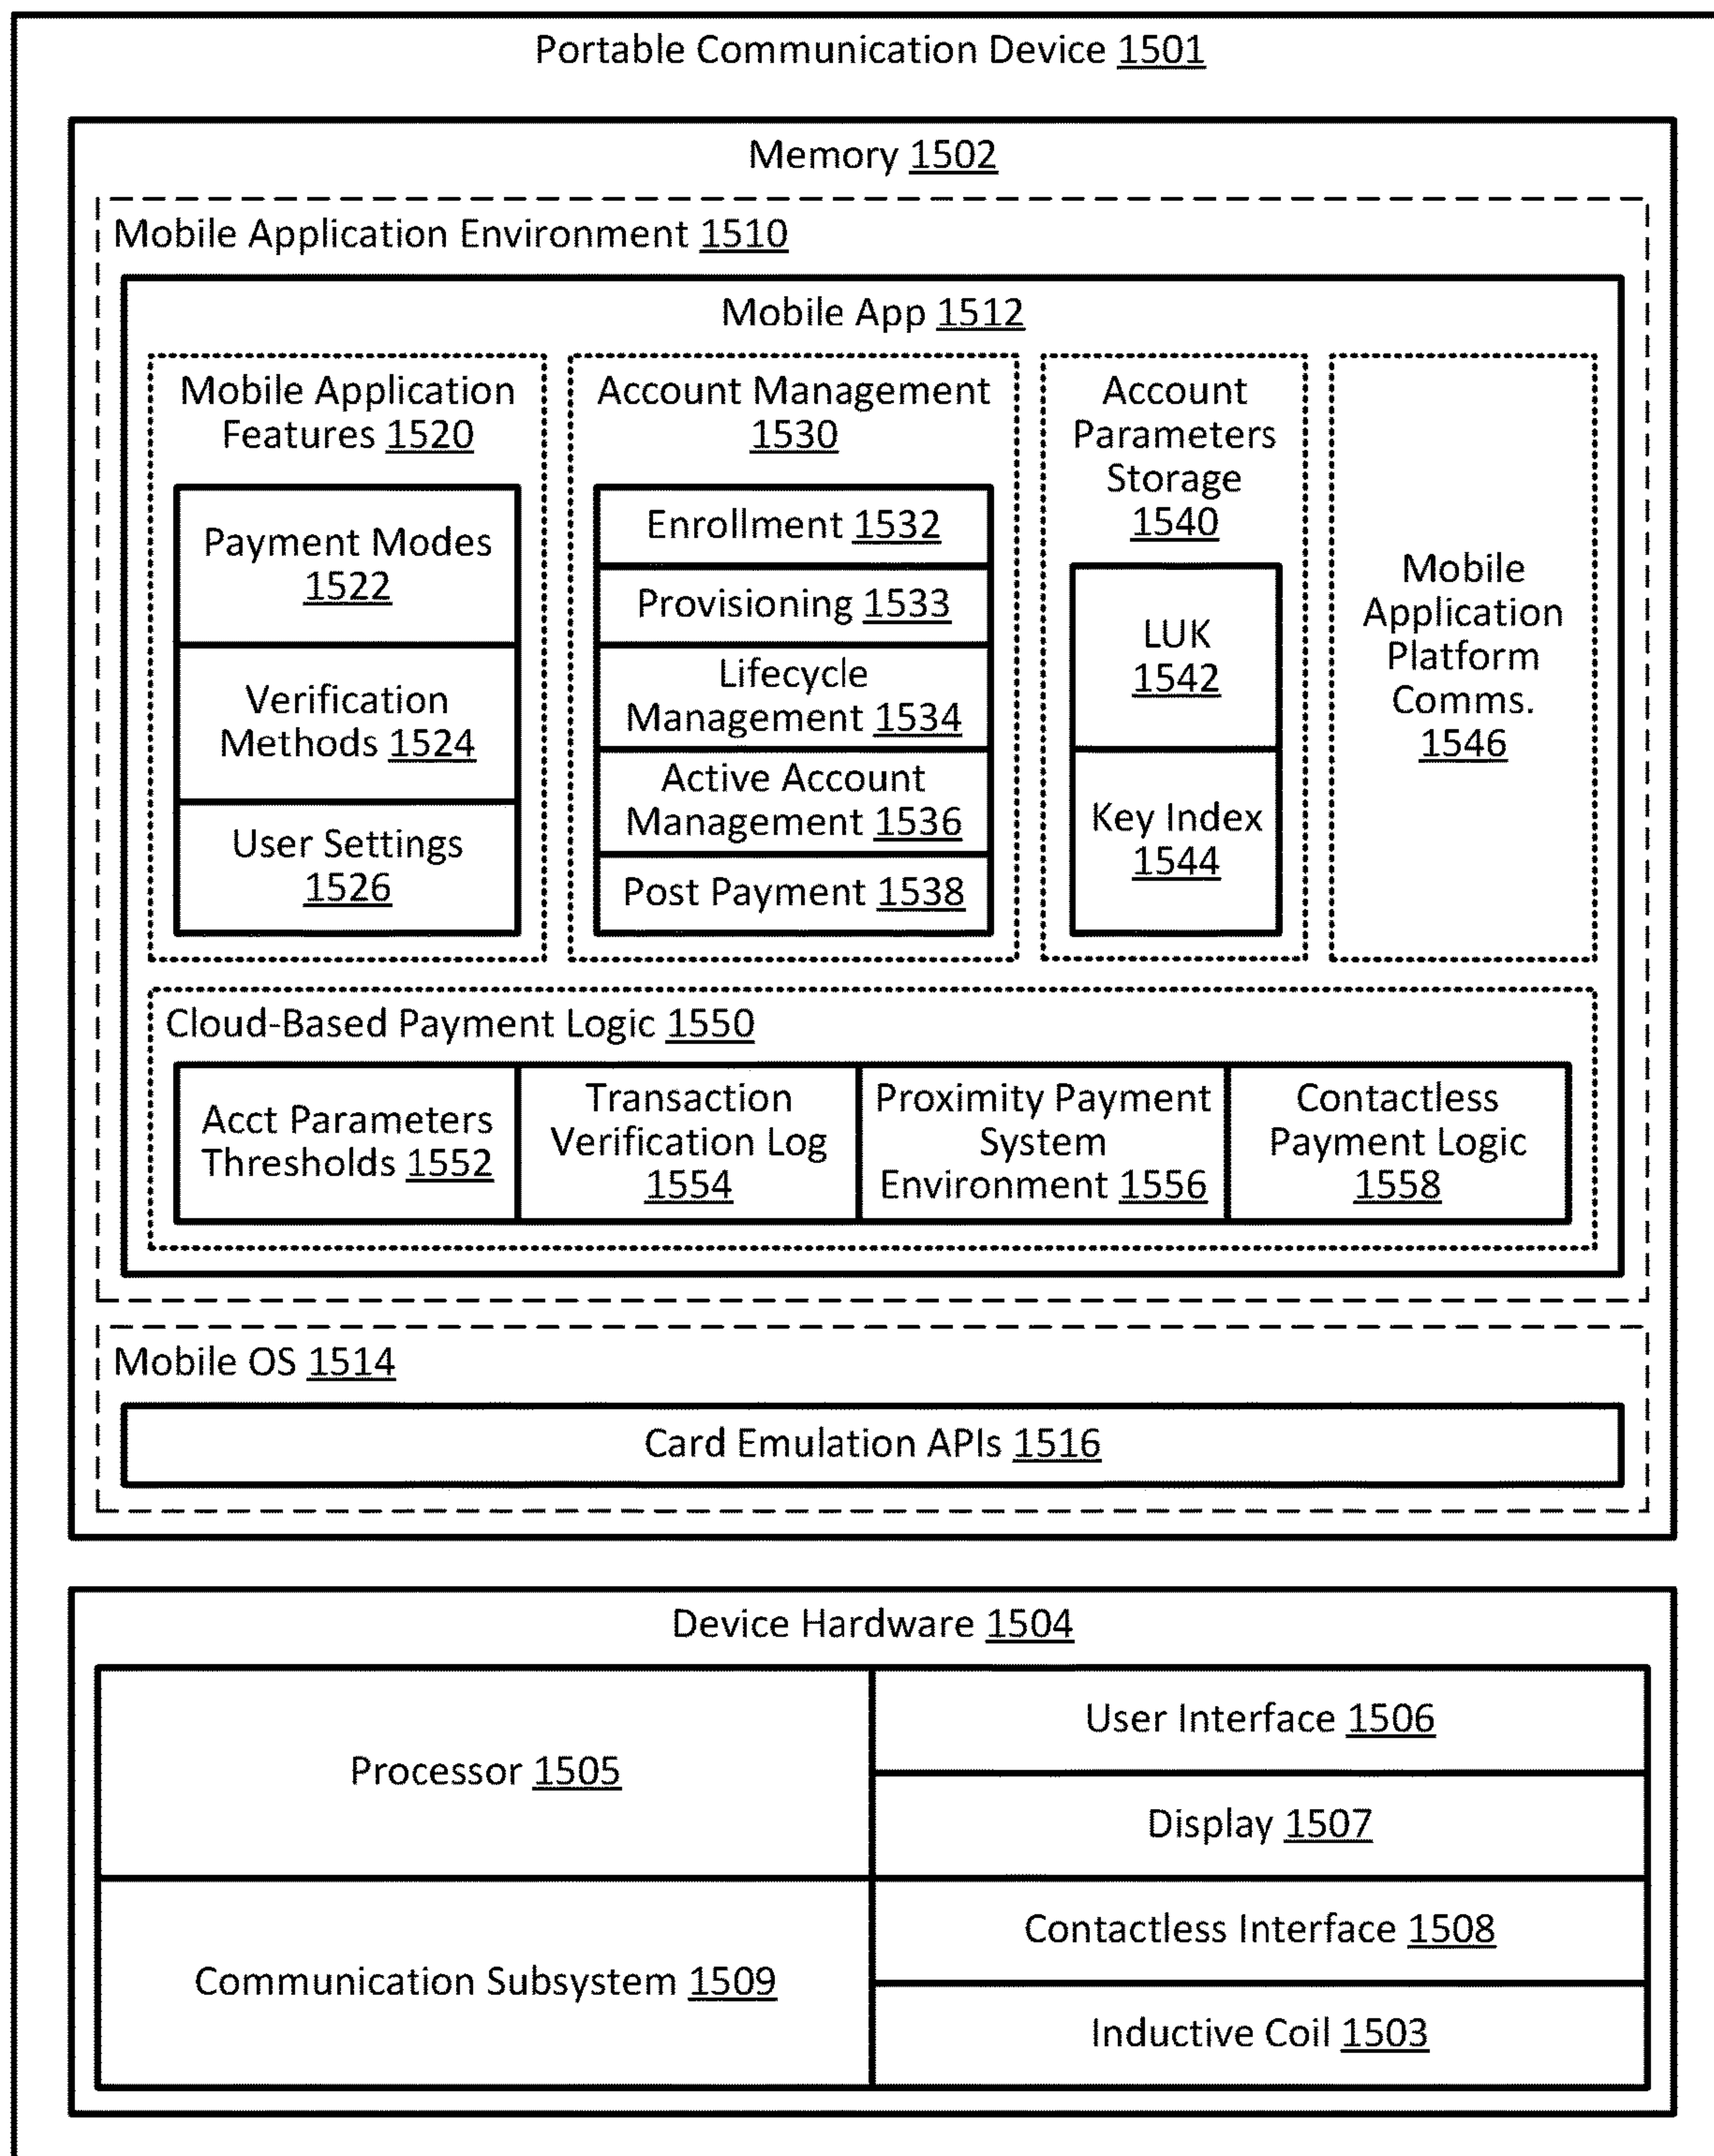 Portable Communication Device 1501
Memory 1502
Mobile Application Environment 1510
Mobile App 1512
Mobile Application
Features 1520
Payment Modes
1522
Verification
Methods 1524
User Settings
1526
Account Management
1530
Enrollment 1532
Provisioning 1533
Lifecycle
Management 1534
Active Account
Management 1536
Post Payment 1538
Account
Parameters
Storage
1540
LUK
1542
Key Index
1544
Mobile
Application
Platform
Comms.
1546
Cloud-Based Payment Logic 1550
Acct Parameters
Thresholds 1552
Transaction
Verification Log
1554
Proximity Payment
System
Environment 1556
Contactless
Payment Logic
1558
Mobile OS 1514
Card Emulation APIs 1516
Device Hardware 1504
Processor 1505
Communication Subsystem 1509
User Interface 1506
Display 1507
Contactless Interface 1508
Inductive Coil 1503